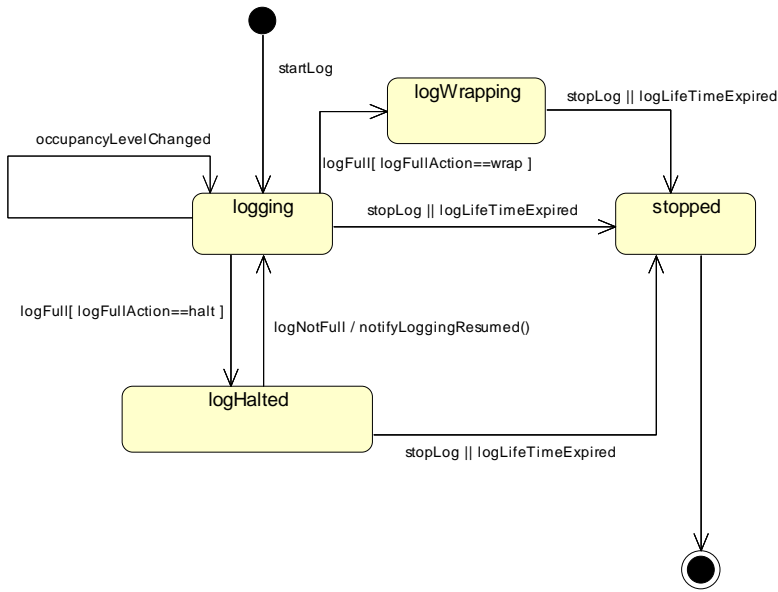 startLog
logWrapping
stopLog || logLifeTimeExpired
occupancyLevelChanged
logFull[ logFullAction==wrap ]
logging
stopLog || logLifeTimeExpired
stopped
logFull[ logFullAction==halt ]
logNotFull / notifyLoggingResumed()
logHalted
stopLog || logLifeTimeExpired